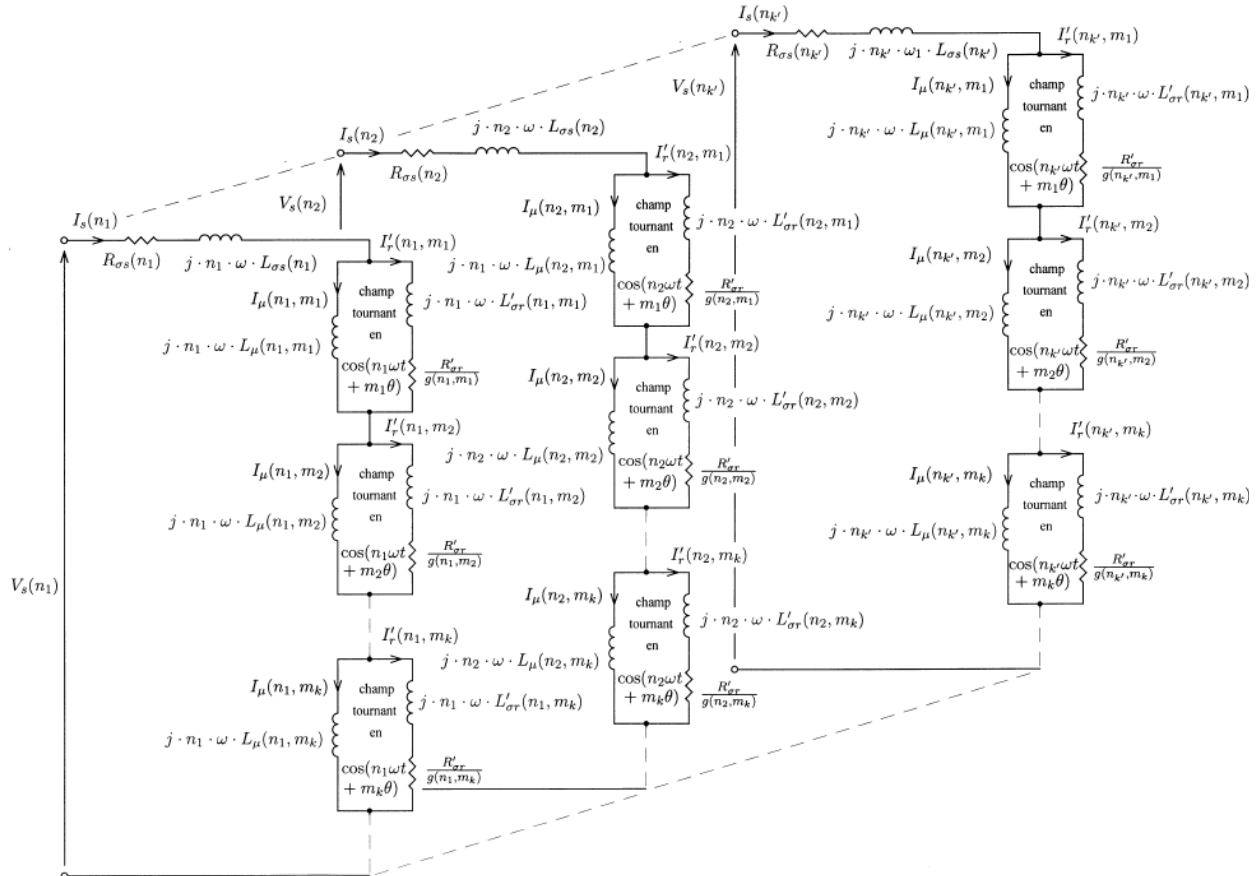 I_s(n_1)
R_{σs}(n_1)
j · n_1 · ω · L_{σs}(n_1)
V_s(n_1)
I'_r(n_1, m_1)
I_μ(n_1, m_1)
champ
tournant
en
j · n_1 · ω · L'_{σr}(n_1, m_1)
j · n_1 · ω · L_μ(n_1, m_1)
cos(n_1ωt
+ m_1θ)
R'_{σr}
g(n_1,m_1)
I'_r(n_1, m_2)
I_μ(n_1, m_2)
champ
tournant
en
j · n_1 · ω · L'_{σr}(n_1, m_2)
j · n_1 · ω · L_μ(n_1, m_2)
cos(n_1ωt
+ m_2θ)
R'_{σr}
g(n_1,m_2)
I'_r(n_1, m_k)
I_μ(n_1, m_k)
champ
tournant
en
j · n_1 · ω · L'_{σr}(n_1, m_k)
j · n_1 · ω · L_μ(n_1, m_k)
cos(n_1ωt
+ m_kθ)
R'_{σr}
g(n_1,m_k)
I_s(n_2)
R_{σs}(n_2)
j · n_2 · ω · L_{σs}(n_2)
V_s(n_2)
I'_r(n_2, m_1)
I_μ(n_2, m_1)
champ
tournant
en
j · n_2 · ω · L'_{σr}(n_2, m_1)
j · n_1 · ω · L_μ(n_2, m_1)
cos(n_2ωt
+ m_1θ)
R'_{σr}
g(n_2,m_1)
I'_r(n_2, m_2)
I_μ(n_2, m_2)
champ
tournant
en
j · n_2 · ω · L'_{σr}(n_2, m_2)
j · n_2 · ω · L_μ(n_2, m_2)
cos(n_2ωt
+ m_2θ)
R'_{σr}
g(n_2,m_2)
I'_r(n_2, m_k)
I_μ(n_2, m_k)
champ
tournant
en
j · n_2 · ω · L'_{σr}(n_2, m_k)
j · n_2 · ω · L_μ(n_2, m_k)
cos(n_2ωt
+ m_kθ)
R'_{σr}
g(n_2,m_k)
I_s(n_{k'})
R_{σs}(n_{k'})
j · n_{k'} · ω_1 · L_{σs}(n_{k'})
V_s(n_{k'})
I'_r(n_{k'}, m_1)
I_μ(n_{k'}, m_1)
champ
tournant
en
j · n_{k'} · ω · L'_{σr}(n_{k'}, m_1)
j · n_{k'} · ω · L_μ(n_{k'}, m_1)
cos(n_{k'}ωt
+ m_1θ)
R'_{σr}
g(n_{k'},m_1)
I'_r(n_{k'}, m_2)
I_μ(n_{k'}, m_2)
champ
tournant
en
j · n_{k'} · ω · L'_{σr}(n_{k'}, m_2)
j · n_{k'} · ω · L_μ(n_{k'}, m_2)
cos(n_{k'}ωt
+ m_2θ)
R'_{σr}
g(n_{k'},m_2)
I'_r(n_{k'}, m_k)
I_μ(n_{k'}, m_k)
champ
tournant
en
j · n_{k'} · ω · L'_{σr}(n_{k'}, m_k)
j · n_{k'} · ω · L_μ(n_{k'}, m_k)
cos(n_{k'}ωt
+ m_kθ)
R'_{σr}
g(n_{k'},m_k)